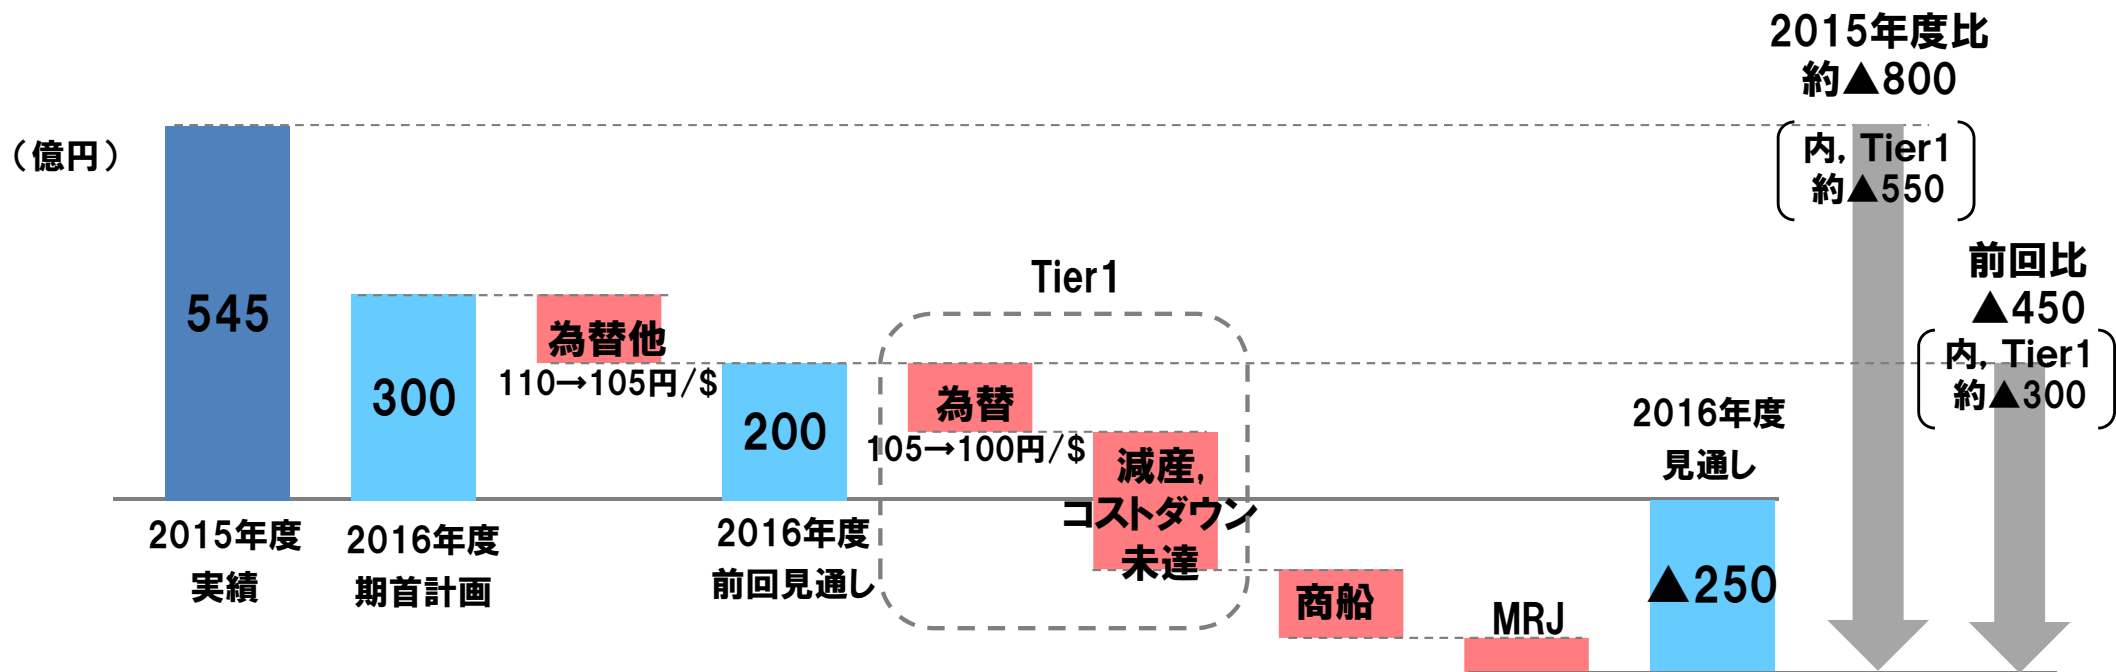 2015年度比
約▲800
(億円)
内, Tier1
約▲550
前回比
▲450
内, Tier1
約▲300
Tier1
545
300
為替他
110→105円/$
200
為替
105→100円/$
減産,
コストダウン
未達
商船
MRJ
2016年度
見通し
▲250
2015年度
実績
2016年度
期首計画
2016年度
前回見通し